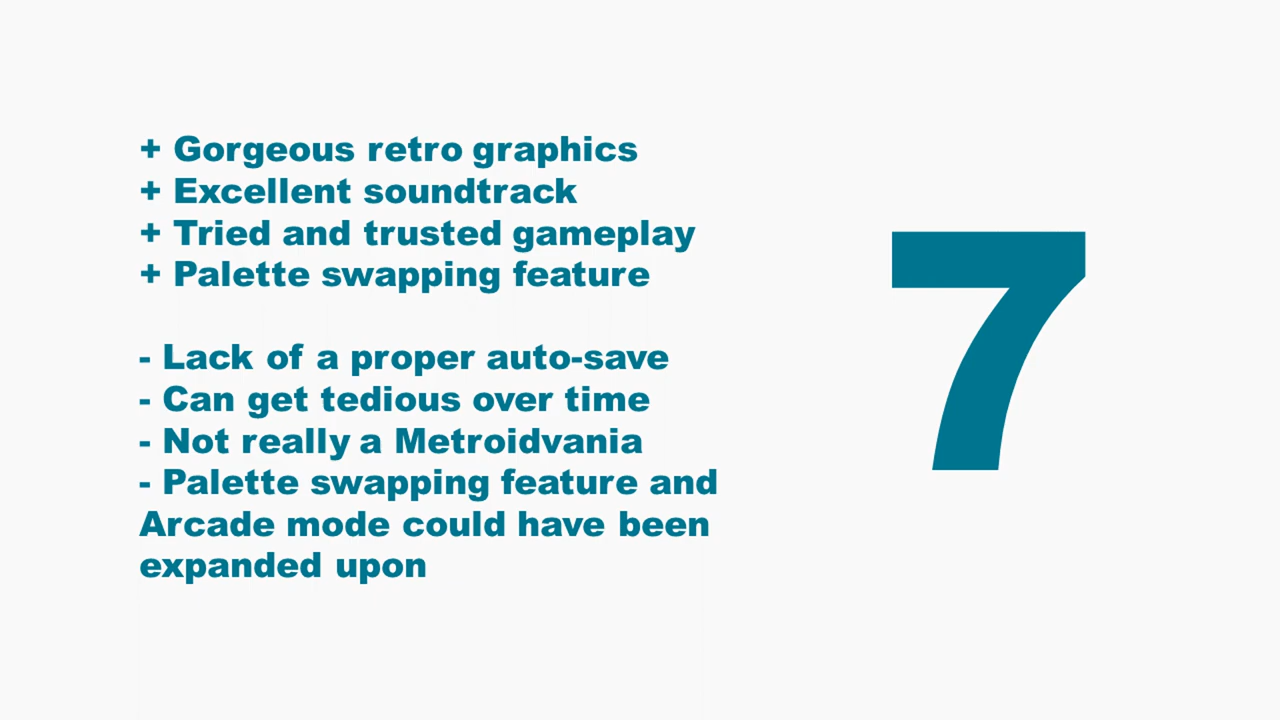 + Gorgeous retro graphics
+ Excellent soundtrack
+ Tried and trusted gameplay
+ Palette swapping feature
- Lack of a proper auto-save
- Can get tedious over time
- Not really a Metroidvania
- Palette swapping feature and
Arcade mode could have been
expanded upon
7